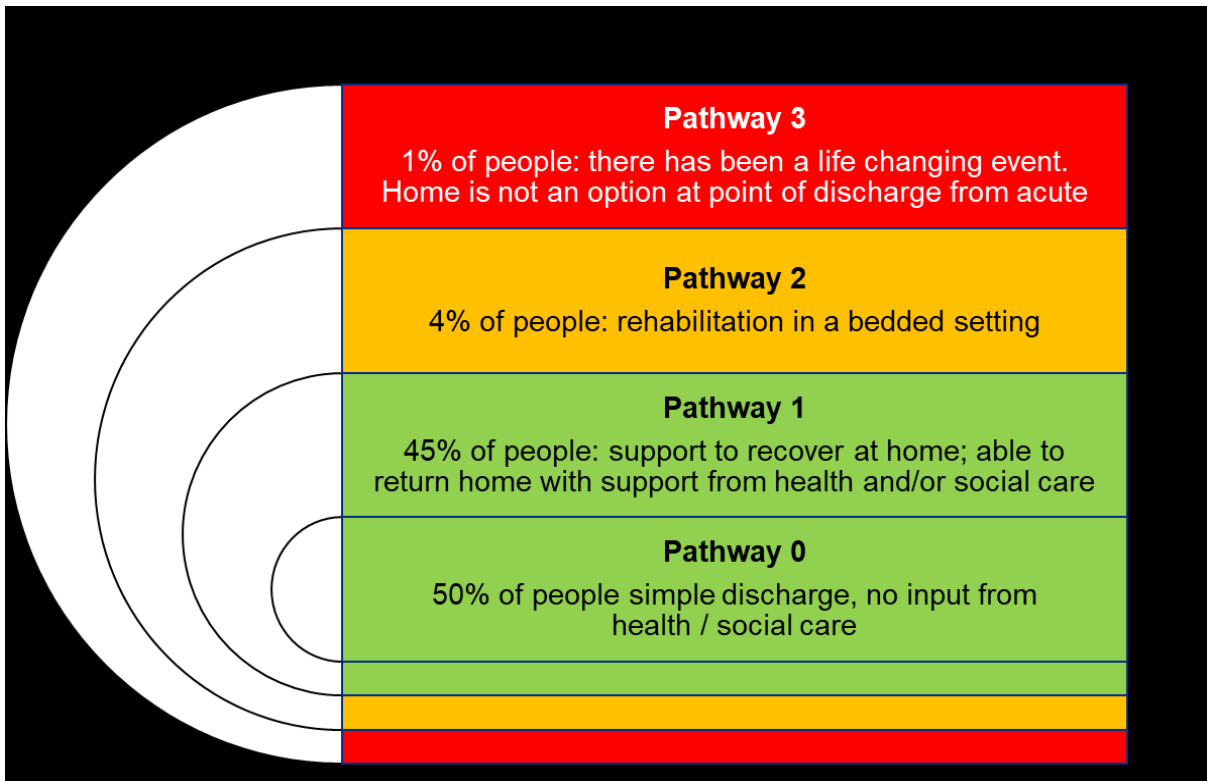 Pathway 3
1% of people: there has been a life changing event.
Home is not an option at point of discharge from acute
Pathway 2
4% of people: rehabilitation in a bedded setting
Pathway 1
45% of people: support to recover at home; able to
return home with support from health and/or social care
Pathway 0
50% of people simple discharge, no input from
health / social care